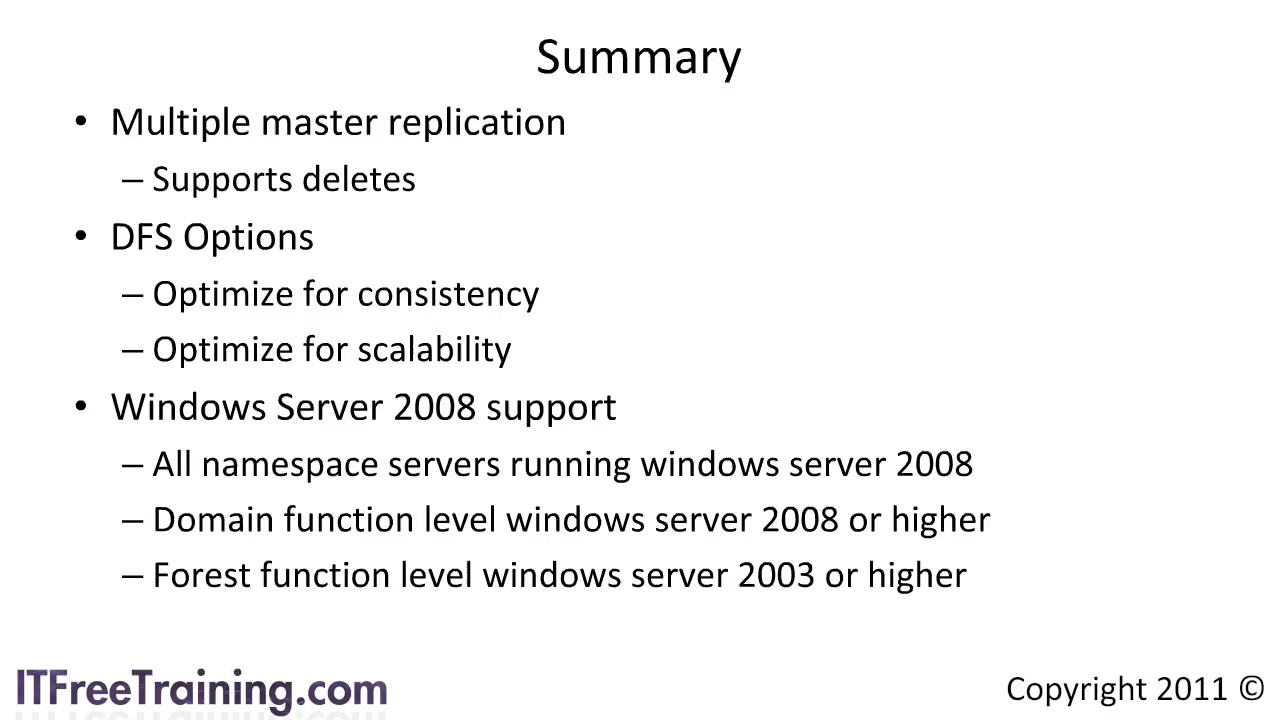 Summary
• Multiple master replication
– Supports deletes
• DFS Options
– Optimize for consistency
– Optimize for scalability
• Windows Server 2008 support
– All namespace servers running windows server 2008
– Domain function level windows server 2008 or higher
– Forest function level windows server 2003 or higher
ITFreeTraining.com
Copyright 2011 ©